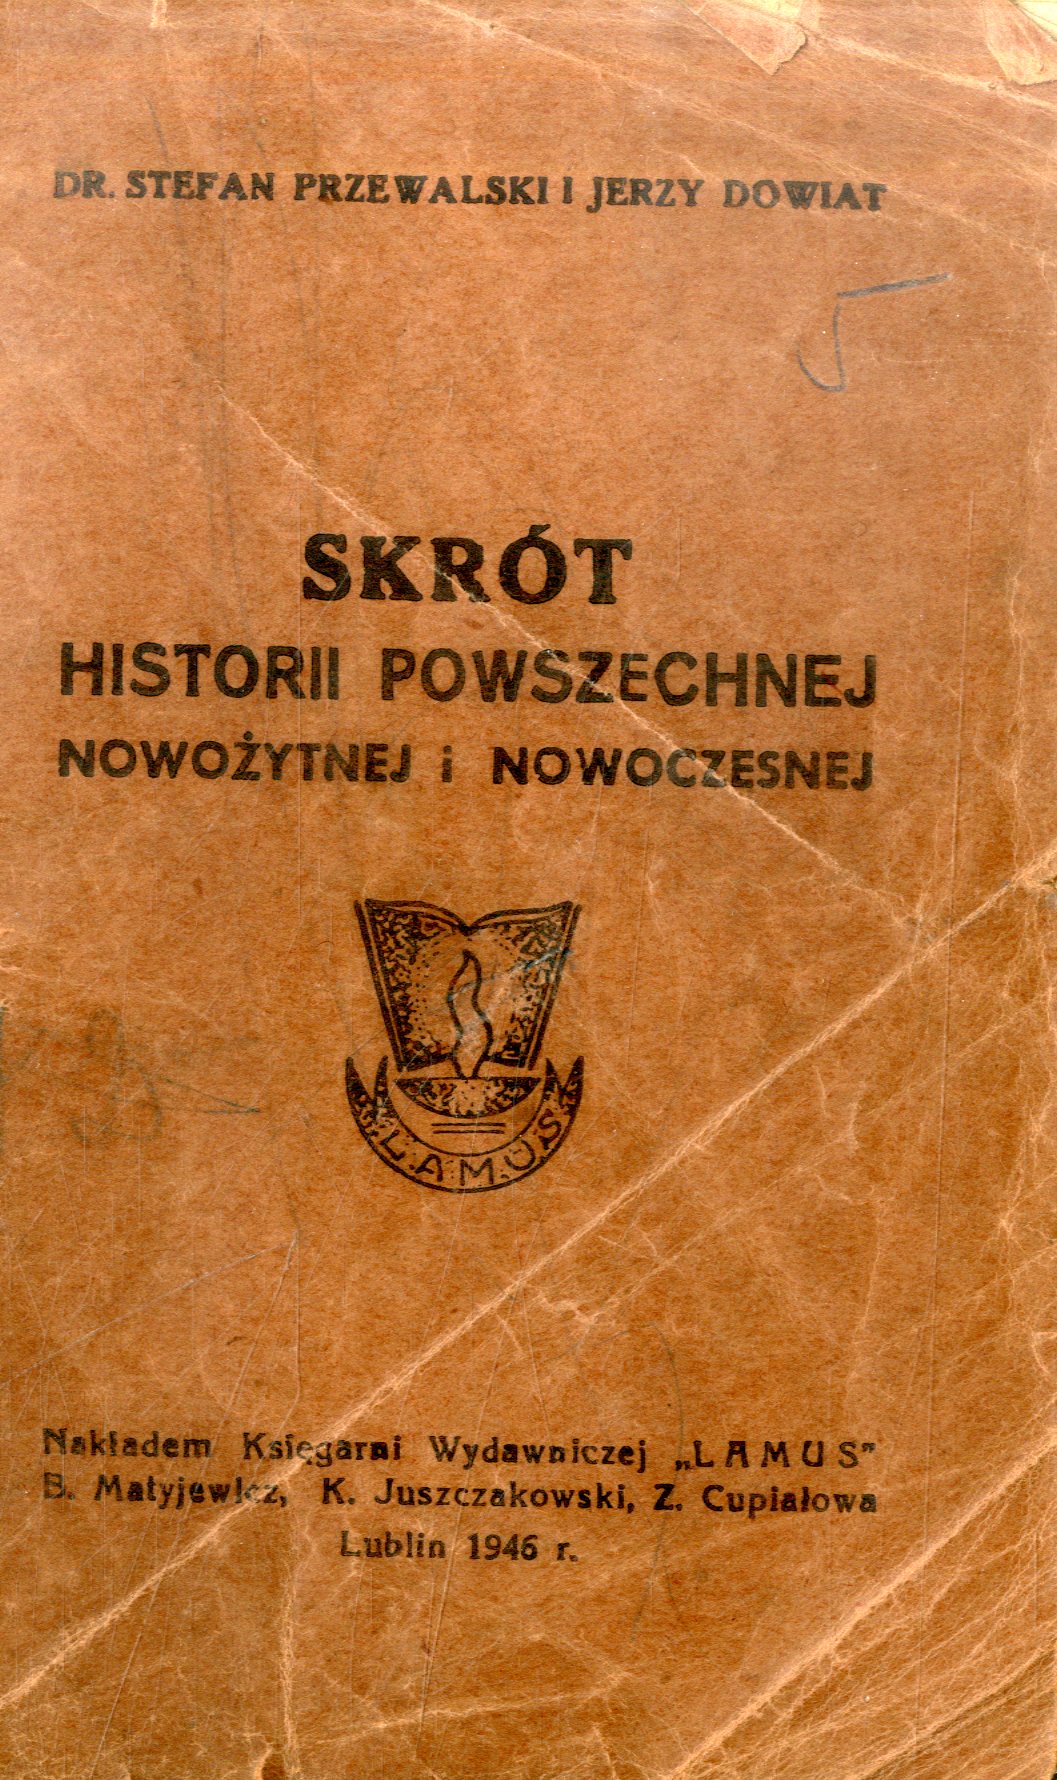 DR. STEFAN PRZEWALSKI I JERZY DOWIAT
5
SKRÓT
HISTORII POWSZECHNEJ
NOWOŻYTNEJ i NOWOCZESNEJ
LAMUS
Nakładem Księgarni Wydawniczej „LAMUS"
B. Matyjewicz, K. Juszczakowski, Z. Cupiałowa
Lublin 1946 r.